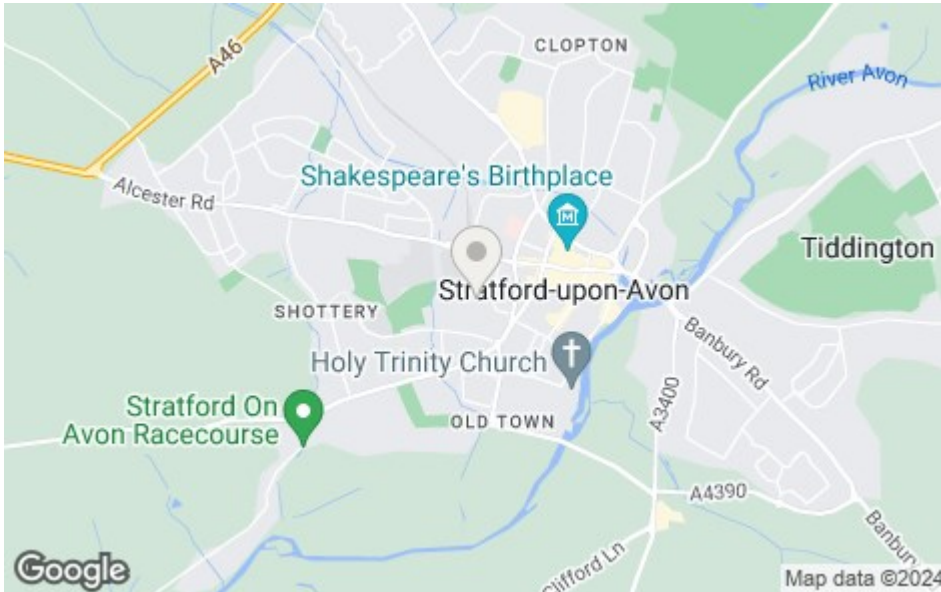 A46
CLOPTON
River Avon
Alcester Rd
Shakespeare's Birthplace
M
Tiddington
Stratford-upon-Avon
SHOTTERY
Banbury Rd
Holy Trinity Church
A3400
Stratford On
Avon Racecourse
OLD TOWN
A4390
Banbury
Clifford Ln
Google
Map data ©2024